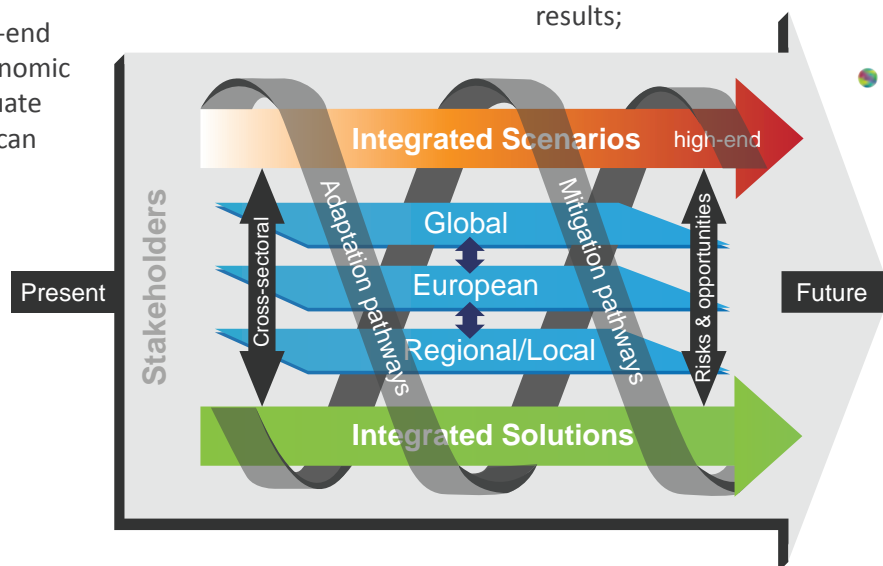 results;
-end
nomic
uate
can
Integrated Scenarios
high-end
Stakeholders
Cross-sectoral
Adaptation pathways
Mitigation pathways
Risks & opportunities
Global
European
Regional/Local
Present
Future
Integrated Solutions